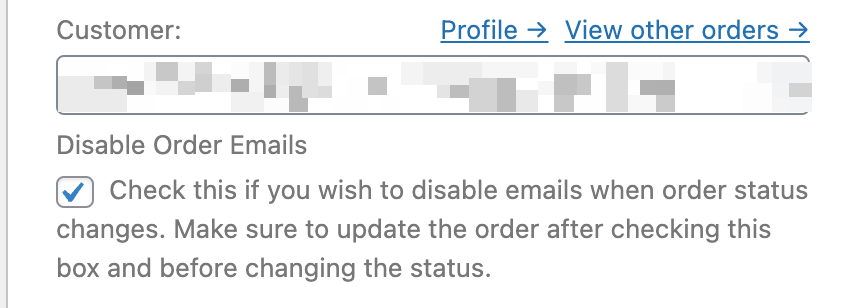 Customer: Profile → View other orders →
Disable Order Emails
Check this if you wish to disable emails when order status
changes. Make sure to update the order after checking this
box and before changing the status.